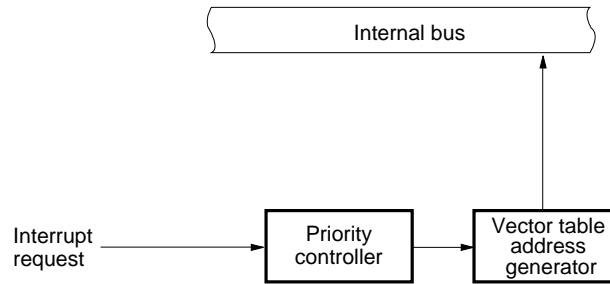 Internal bus
Interrupt
request
Priority
controller
Vector table
address
generator